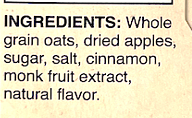 INGREDIENTS: Whole
grain oats, dried apples,
sugar, salt, cinnamon,
monk fruit extract,
natural flavor.